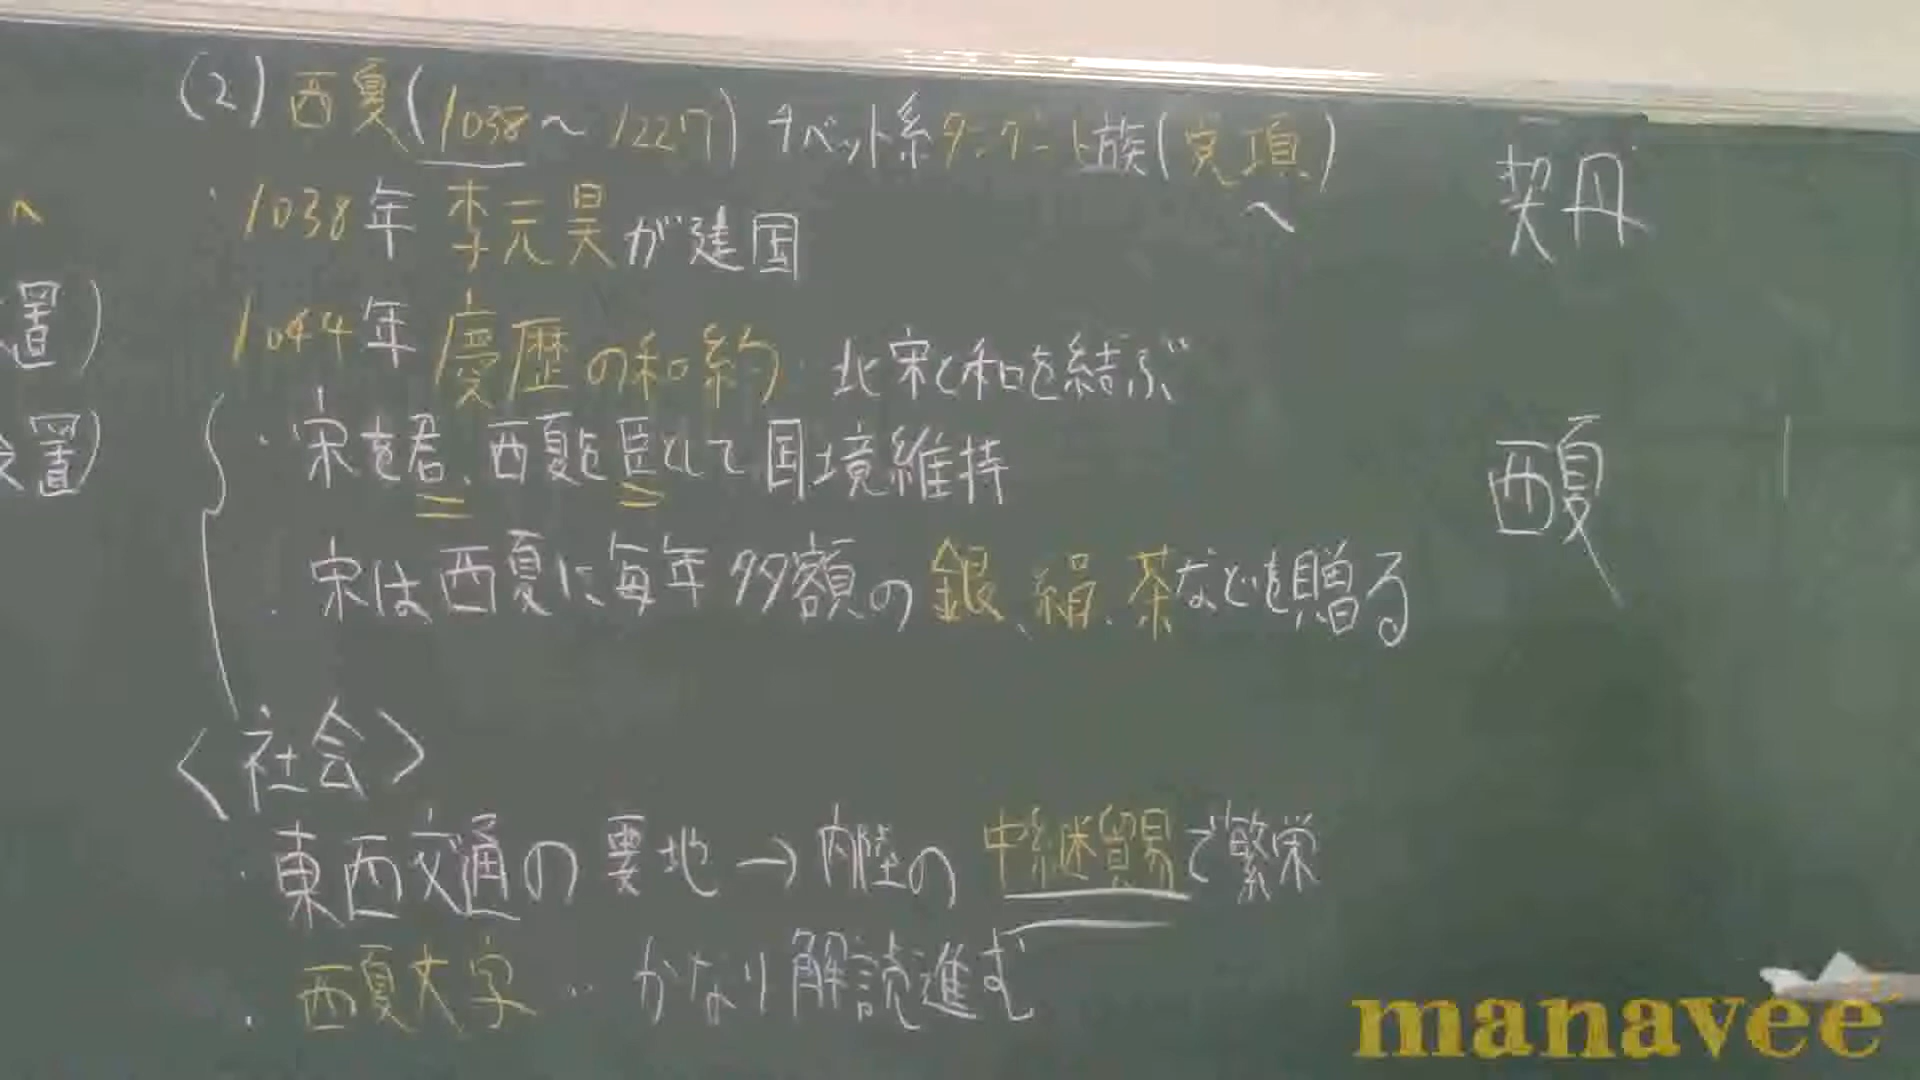 (2) 西夏(1038～1227) チベット系タングート族(党項)
へ
・1038年 李元昊が建国
1044年 慶歴の和約 北宋と和を結ぶ
・宋を君、西夏を臣として国境維持
・宋は西夏に毎年多額の銀、絹、茶などを贈る
〈社会〉
・東西交通の要地→内陸の中継貿易で繁栄
・西夏文字…かなり解読進む
契丹
西夏
置)
置)
manavee